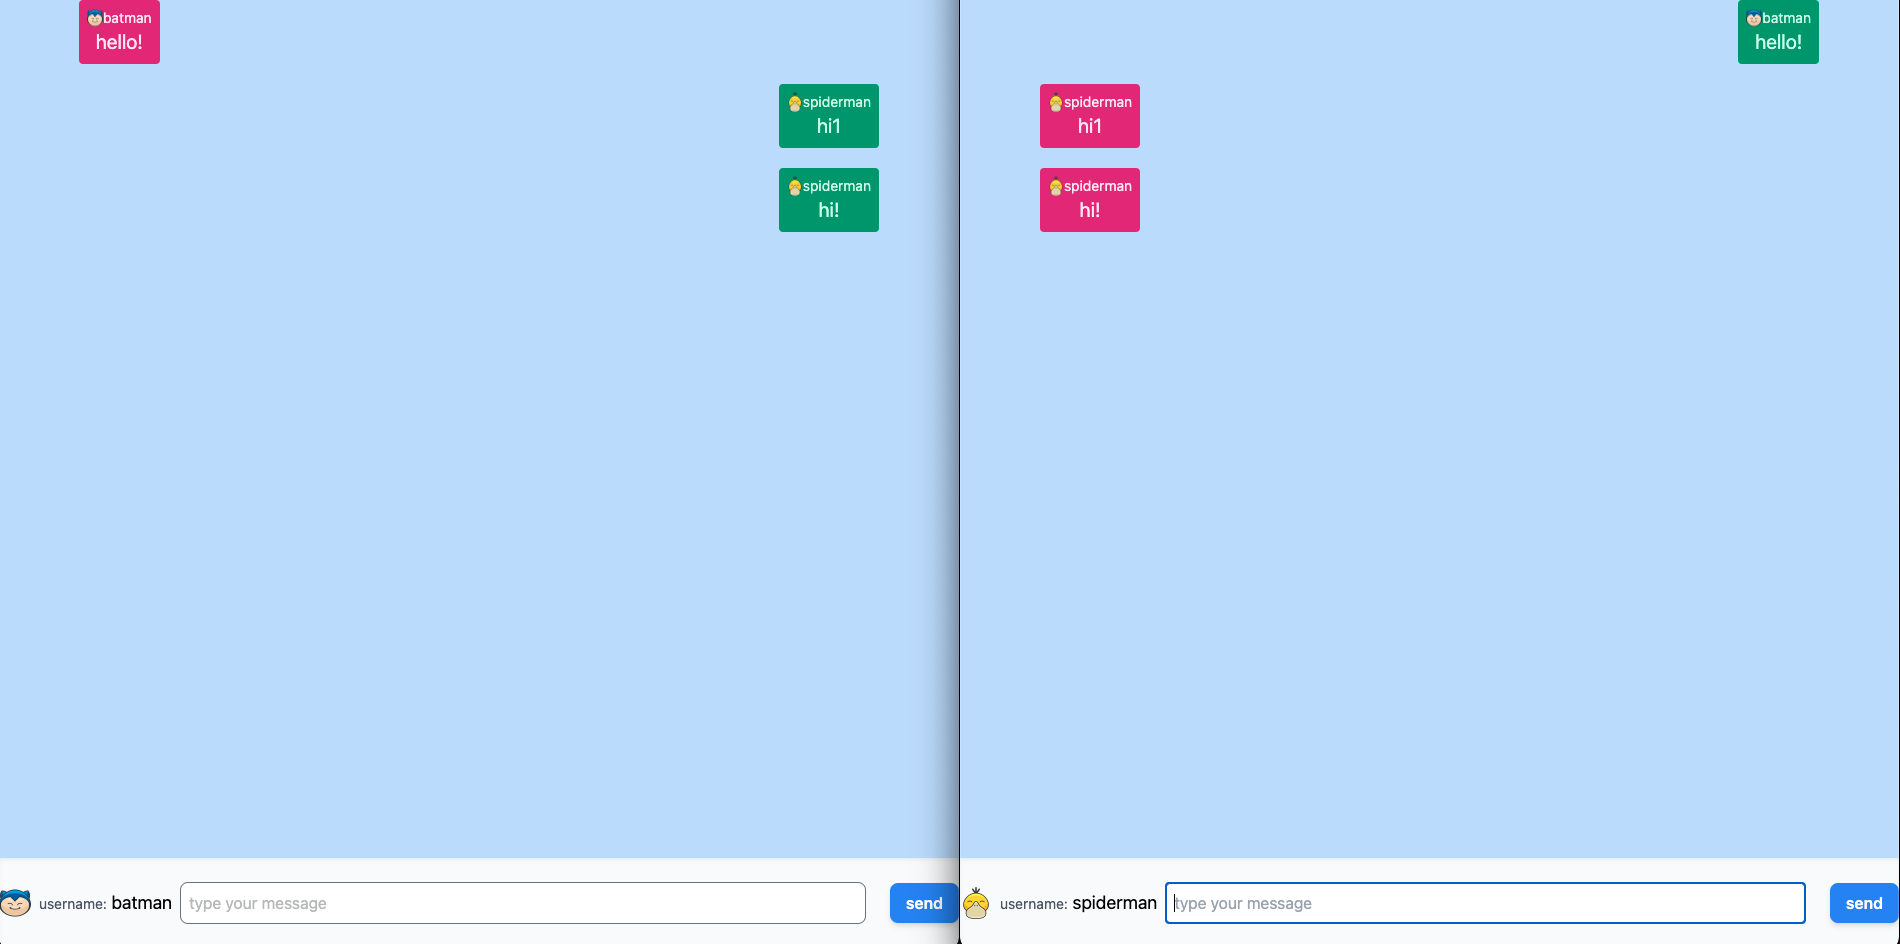 batman
hello!
spiderman
hi1
spiderman
hi!
username: batman
type your message
send
batman
hello!
spiderman
hi1
spiderman
hi!
username: spiderman
type your message
send